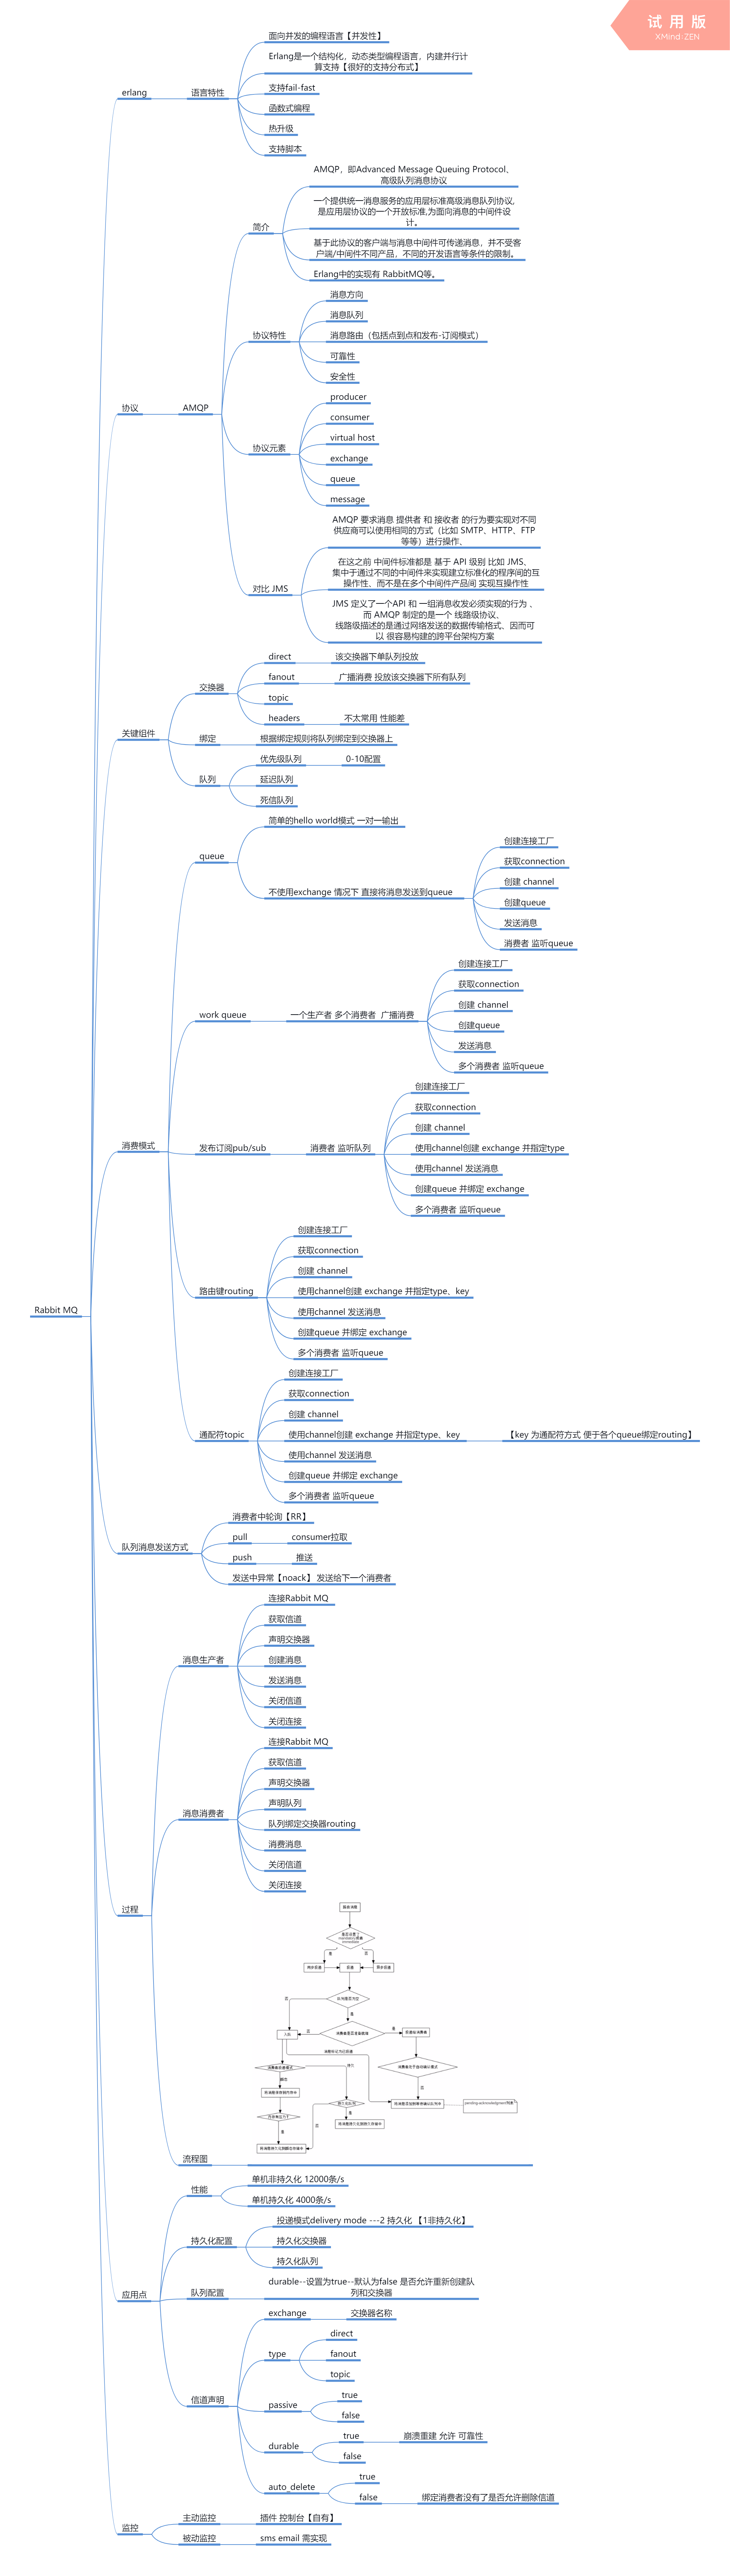 试 用 版
XMind·ZEN
Rabbit MQ
erlang
语言特性
面向并发的编程语言【并发性】
Erlang是一个结构化，动态类型编程语言，内建并行计
算支持【很好的支持分布式】
支持fail-fast
函数式编程
热升级
支持脚本
协议
AMQP
简介
AMQP，即Advanced Message Queuing Protocol、
高级队列消息协议
一个提供统一消息服务的应用层标准高级消息队列协议,
是应用层协议的一个开放标准,为面向消息的中间件设
计。
基于此协议的客户端与消息中间件可传递消息，并不受客
户端/中间件不同产品，不同的开发语言等条件的限制。
Erlang中的实现有 RabbitMQ等。
协议特性
消息方向
消息队列
消息路由（包括点到点和发布-订阅模式）
可靠性
安全性
协议元素
producer
consumer
virtual host
exchange
queue
message
对比 JMS
AMQP 要求消息 提供者 和 接收者 的行为要实现对不同
供应商可以使用相同的方式（比如 SMTP、HTTP、FTP
等等）进行操作、
在这之前 中间件标准都是 基于 API 级别 比如 JMS、
集中于通过不同的中间件来实现建立标准化的程序间的互
操作性、而不是在多个中间件产品间 实现互操作性
JMS 定义了一个API 和 一组消息收发必须实现的行为 、
而 AMQP 制定的是一个 线路级协议、
线路级描述的是通过网络发送的数据传输格式、因而可
以 很容易构建的跨平台架构方案
关键组件
交换器
direct
该交换器下单队列投放
fanout
广播消费 投放该交换器下所有队列
topic
headers
不太常用 性能差
绑定
根据绑定规则将队列绑定到交换器上
队列
优先级队列
0-10配置
延迟队列
死信队列
消费模式
queue
简单的hello world模式 一对一输出
不使用exchange 情况下 直接将消息发送到queue
创建连接工厂
获取connection
创建 channel
创建queue
发送消息
消费者 监听queue
work queue
一个生产者 多个消费者 广播消费
创建连接工厂
获取connection
创建 channel
创建queue
发送消息
多个消费者 监听queue
发布订阅pub/sub
消费者 监听队列
创建连接工厂
获取connection
创建 channel
使用channel创建 exchange 并指定type
使用channel 发送消息
创建queue 并绑定 exchange
多个消费者 监听queue
路由键routing
创建连接工厂
获取connection
创建 channel
使用channel创建 exchange 并指定type、key
使用channel 发送消息
创建queue 并绑定 exchange
多个消费者 监听queue
通配符topic
创建连接工厂
获取connection
创建 channel
使用channel创建 exchange 并指定type、key
【key 为通配符方式 便于各个queue绑定routing】
使用channel 发送消息
创建queue 并绑定 exchange
多个消费者 监听queue
队列消息发送方式
消费者中轮询【RR】
pull
consumer拉取
push
推送
发送中异常【noack】 发送给下一个消费者
过程
消息生产者
连接Rabbit MQ
获取信道
声明交换器
创建消息
发送消息
关闭信道
关闭连接
消息消费者
连接Rabbit MQ
获取信道
声明交换器
声明队列
队列绑定交换器routing
消费消息
关闭信道
关闭连接
流程图
应用点
性能
单机非持久化 12000条/s
单机持久化 4000条/s
持久化配置
投递模式delivery mode ---2 持久化 【1非持久化】
持久化交换器
持久化队列
队列配置
durable--设置为true--默认为false 是否允许重新创建队
列和交换器
信道声明
exchange
交换器名称
type
direct
fanout
topic
passive
true
false
durable
true
崩溃重建 允许 可靠性
false
auto_delete
true
false
绑定消费者没有了是否允许删除信道
监控
主动监控
插件 控制台【自有】
被动监控
sms email 需实现